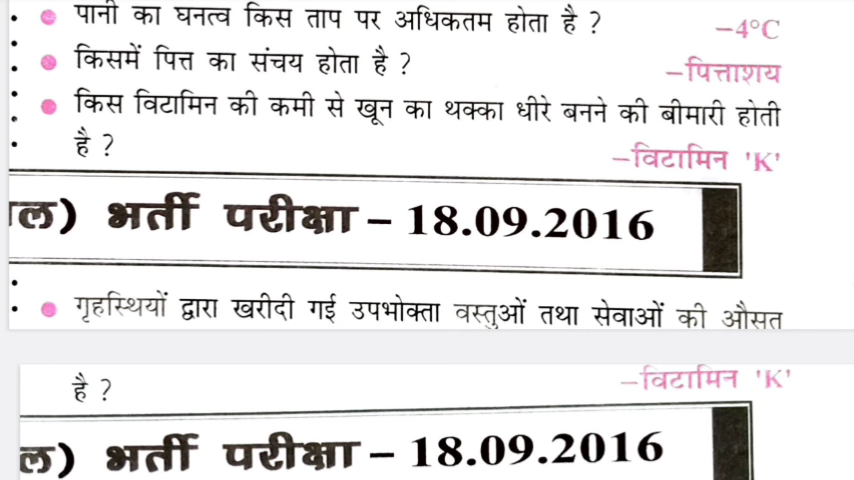 पानी का घनत्व किस ताप पर अधिकतम होता है ? –4°C
किसमें पित्त का संचय होता है ? –पित्ताशय
किस विटामिन की कमी से खून का थक्का धीरे बनने की बीमारी होती
है ? –विटामिन 'K'
ल) भर्ती परीक्षा – 18.09.2016
गृहस्थियों द्वारा खरीदी गई उपभोक्ता वस्तुओं तथा सेवाओं की औसत
है ? –विटामिन 'K'
ल) भर्ती परीक्षा – 18.09.2016